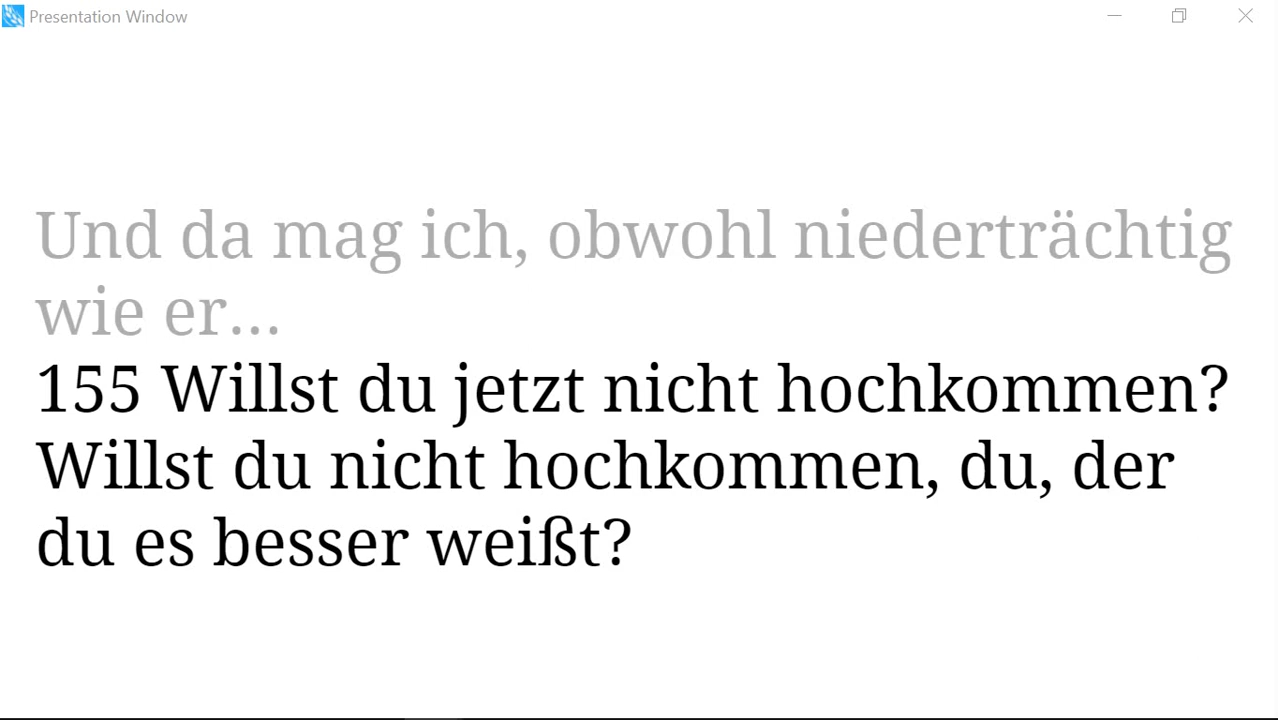 Presentation Window
Und da mag ich, obwohl niederträchtig
wie er...
155 Willst du jetzt nicht hochkommen?
Willst du nicht hochkommen, du, der
du es besser weißt?